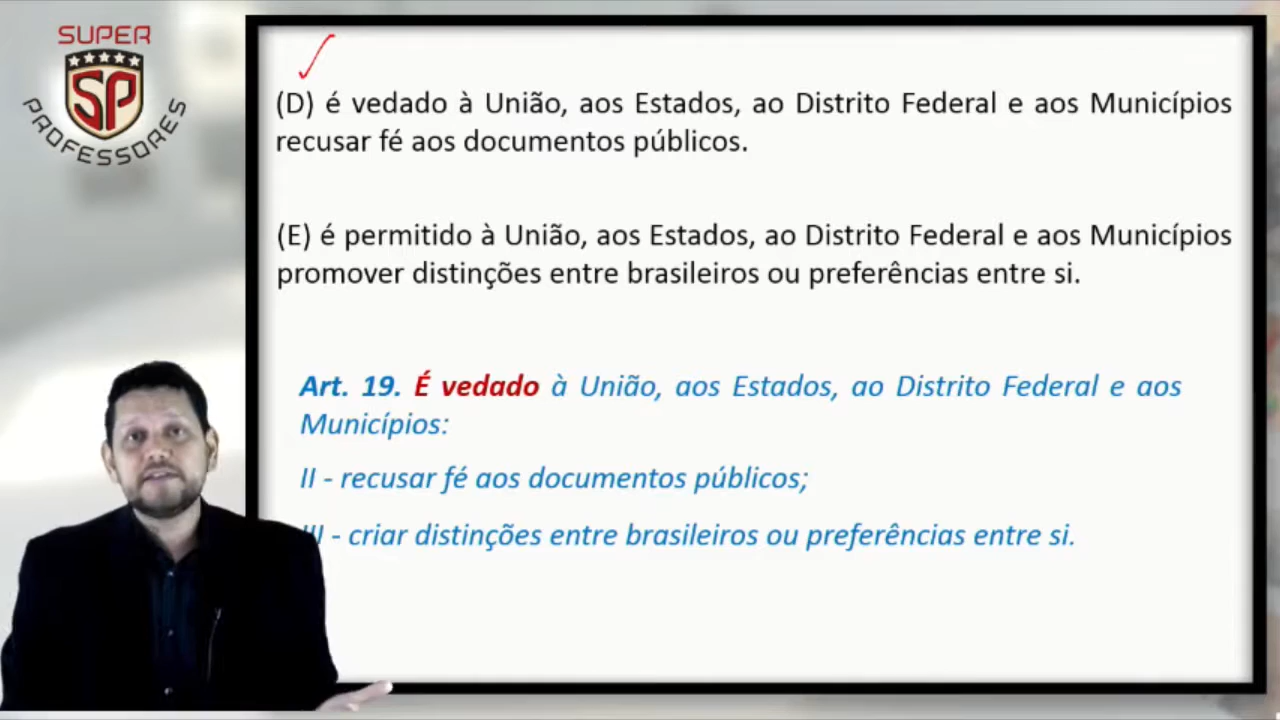 SUPER
SP
PROFESSORES
(D) é vedado à União, aos Estados, ao Distrito Federal e aos Municípios
recusar fé aos documentos públicos.
(E) é permitido à União, aos Estados, ao Distrito Federal e aos Municípios
promover distinções entre brasileiros ou preferências entre si.
Art. 19. É vedado à União, aos Estados, ao Distrito Federal e aos
Municípios:
II - recusar fé aos documentos públicos;
III - criar distinções entre brasileiros ou preferências entre si.